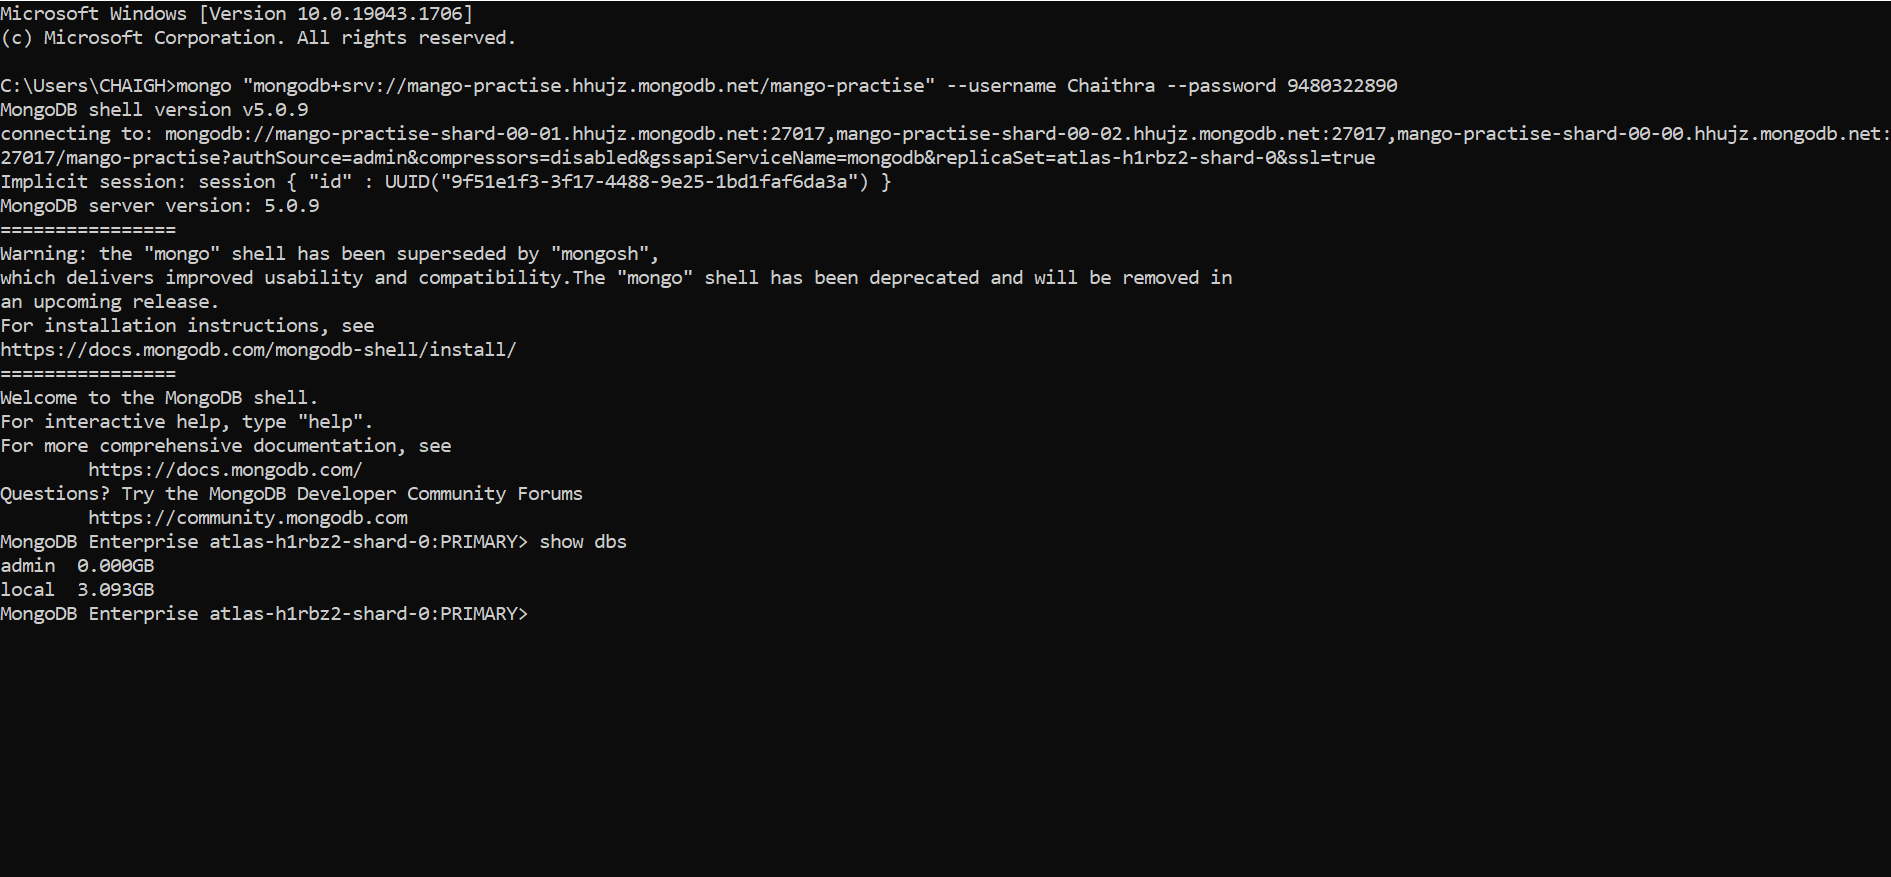 Microsoft Windows [Version 10.0.19043.1706]
(c) Microsoft Corporation. All rights reserved.
C:\Users\CHAIGH>mongo "mongodb+srv://mango-practise.hhujz.mongodb.net/mango-practise" --username Chaithra --password 9480322890
MongoDB shell version v5.0.9
connecting to: mongodb://mango-practise-shard-00-01.hhujz.mongodb.net:27017,mango-practise-shard-00-02.hhujz.mongodb.net:27017,mango-practise-shard-00-00.hhujz.mongodb.net:
27017/mango-practise?authSource=admin&compressors=disabled&gssapiServiceName=mongodb&replicaSet=atlas-h1rbz2-shard-0&ssl=true
Implicit session: session { "id" : UUID("9f51e1f3-3f17-4488-9e25-1bd1faf6da3a") }
MongoDB server version: 5.0.9
================
Warning: the "mongo" shell has been superseded by "mongosh",
which delivers improved usability and compatibility.The "mongo" shell has been deprecated and will be removed in
an upcoming release.
For installation instructions, see
https://docs.mongodb.com/mongodb-shell/install/
================
Welcome to the MongoDB shell.
For interactive help, type "help".
For more comprehensive documentation, see
        https://docs.mongodb.com/
Questions? Try the MongoDB Developer Community Forums
        https://community.mongodb.com
MongoDB Enterprise atlas-h1rbz2-shard-0:PRIMARY> show dbs
admin  0.000GB
local  3.093GB
MongoDB Enterprise atlas-h1rbz2-shard-0:PRIMARY>